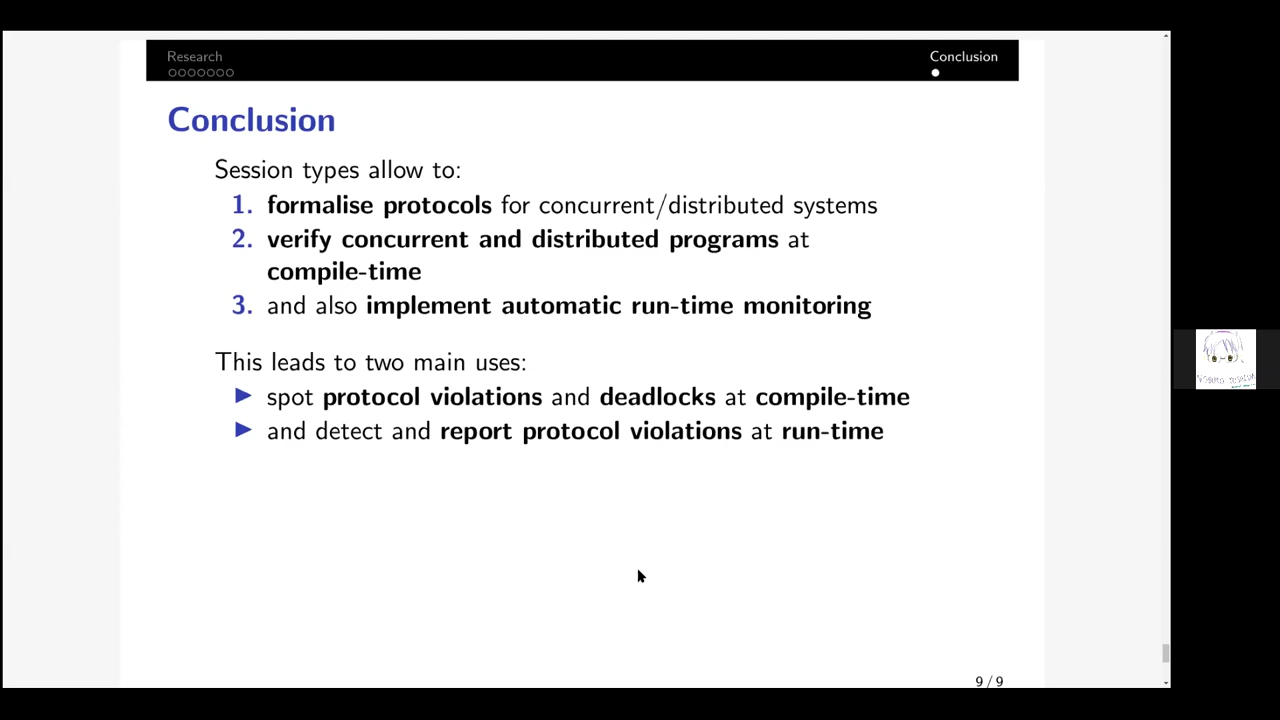 Research
Conclusion
Conclusion
Session types allow to:
1. formalise protocols for concurrent/distributed systems
2. verify concurrent and distributed programs at
compile-time
3. and also implement automatic run-time monitoring
This leads to two main uses:
▶ spot protocol violations and deadlocks at compile-time
▶ and detect and report protocol violations at run-time
9 / 9